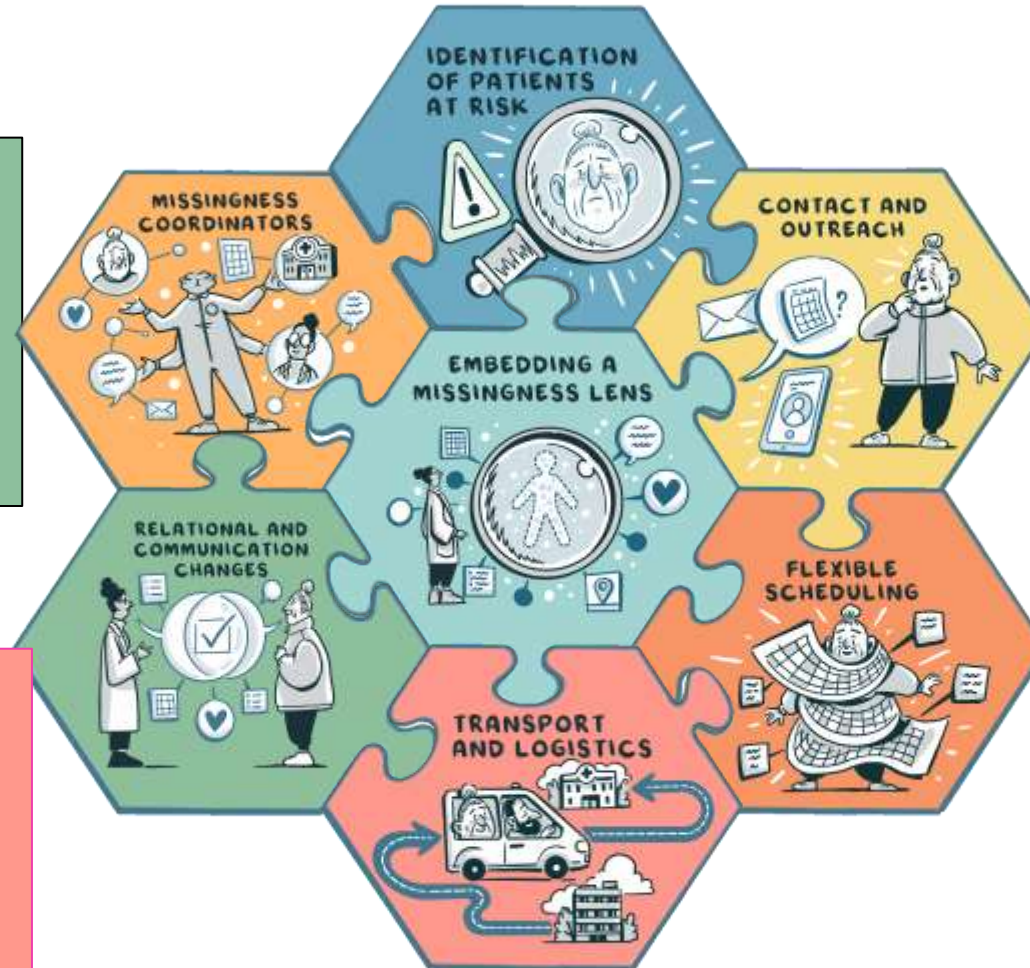 IDENTIFICATION
OF PATIENTS
AT RISK
MISSINGNESS
COORDINATORS
CONTACT AND
OUTREACH
?
EMBEDDING A
MISSINGNESS LENS
RELATIONAL AND
COMMUNICATION
CHANGES
FLEXIBLE
SCHEDULING
TRANSPORT
AND LOGISTICS